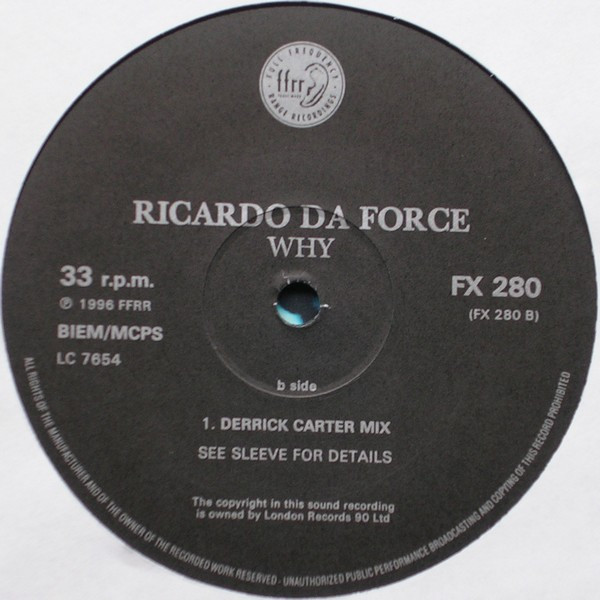 FULL FREQUENCY
ffrr
RANGE RECORDINGS
RICARDO DA FORCE
WHY
33 r.p.m.
℗ 1996 FFRR
BIEM/MCPS
LC 7654
FX 280
(FX 280 B)
b side
1. DERRICK CARTER MIX
SEE SLEEVE FOR DETAILS
The copyright in this sound recording
is owned by London Records 90 Ltd
ALL RIGHTS OF THE MANUFACTURER AND OF THE OWNER OF THE RECORDED WORK RESERVED - UNAUTHORIZED PUBLIC PERFORMANCE BROADCASTING AND COPYING OF THIS RECORD PROHIBITED